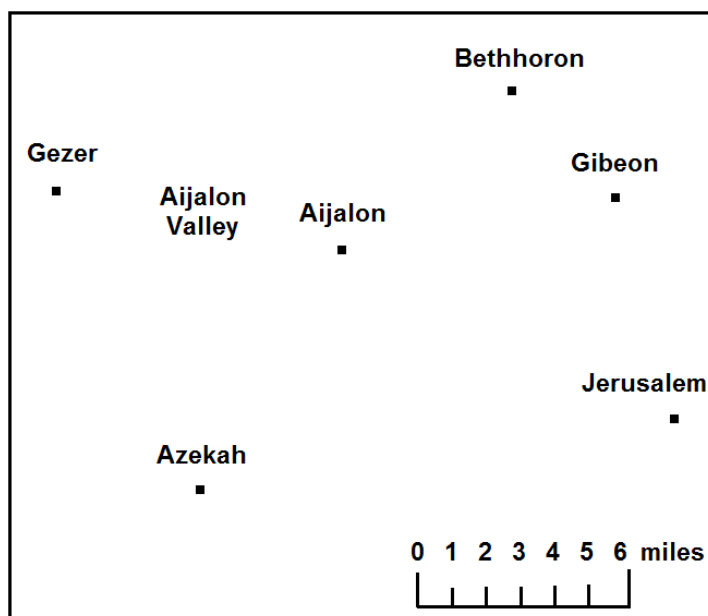 Bethhoron
Gezer
Gibeon
Aijalon
Valley
Aijalon
Jerusalem
Azekah
0 1 2 3 4 5 6 miles